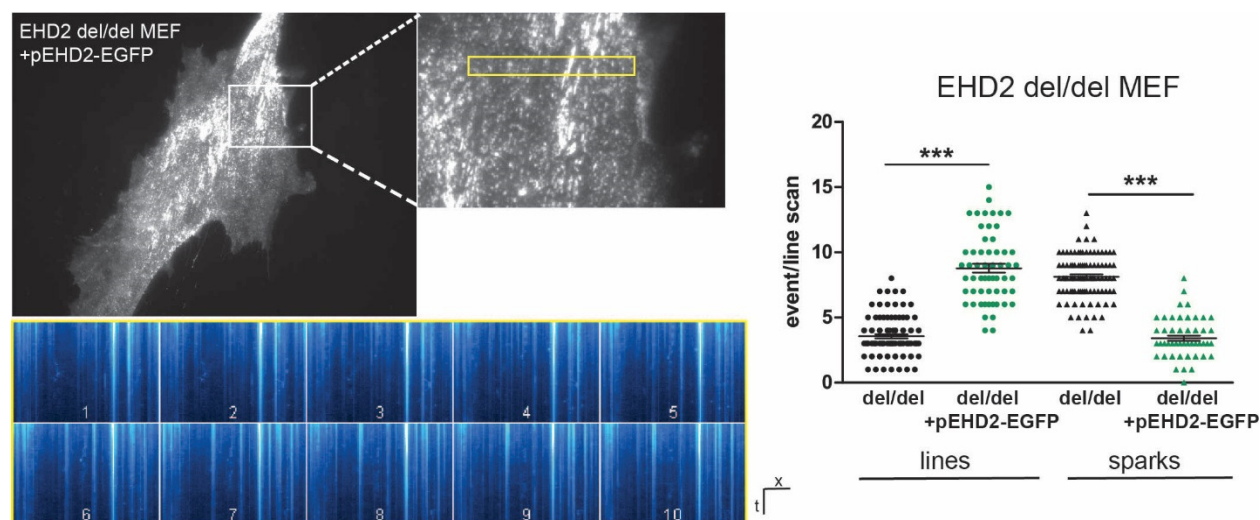 EHD2 del/del MEF
+pEHD2-EGFP
1
2
3
4
5
6
7
8
9
10
x
t
EHD2 del/del MEF
20
15
10
5
0
event/line scan
***
***
del/del
del/del
+pEHD2-EGFP
del/del
del/del
+pEHD2-EGFP
lines
sparks